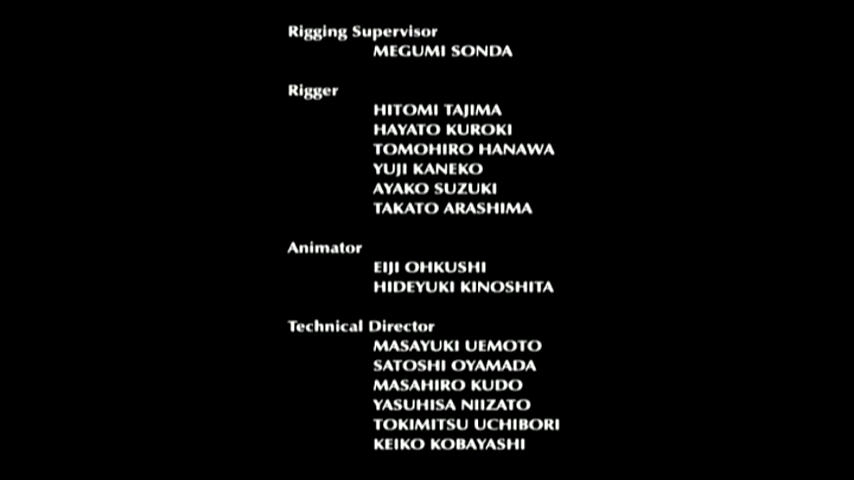 Rigging Supervisor
MEGUMI SONDA
Rigger
HITOMI TAJIMA
HAYATO KUROKI
TOMOHIRO HANAWA
YUJI KANEKO
AYAKO SUZUKI
TAKATO ARASHIMA
Animator
EIJI OHKUSHI
HIDEYUKI KINOSHITA
Technical Director
MASAYUKI UEMOTO
SATOSHI OYAMADA
MASAHIRO KUDO
YASUHISA NIIZATO
TOKIMITSU UCHIBORI
KEIKO KOBAYASHI